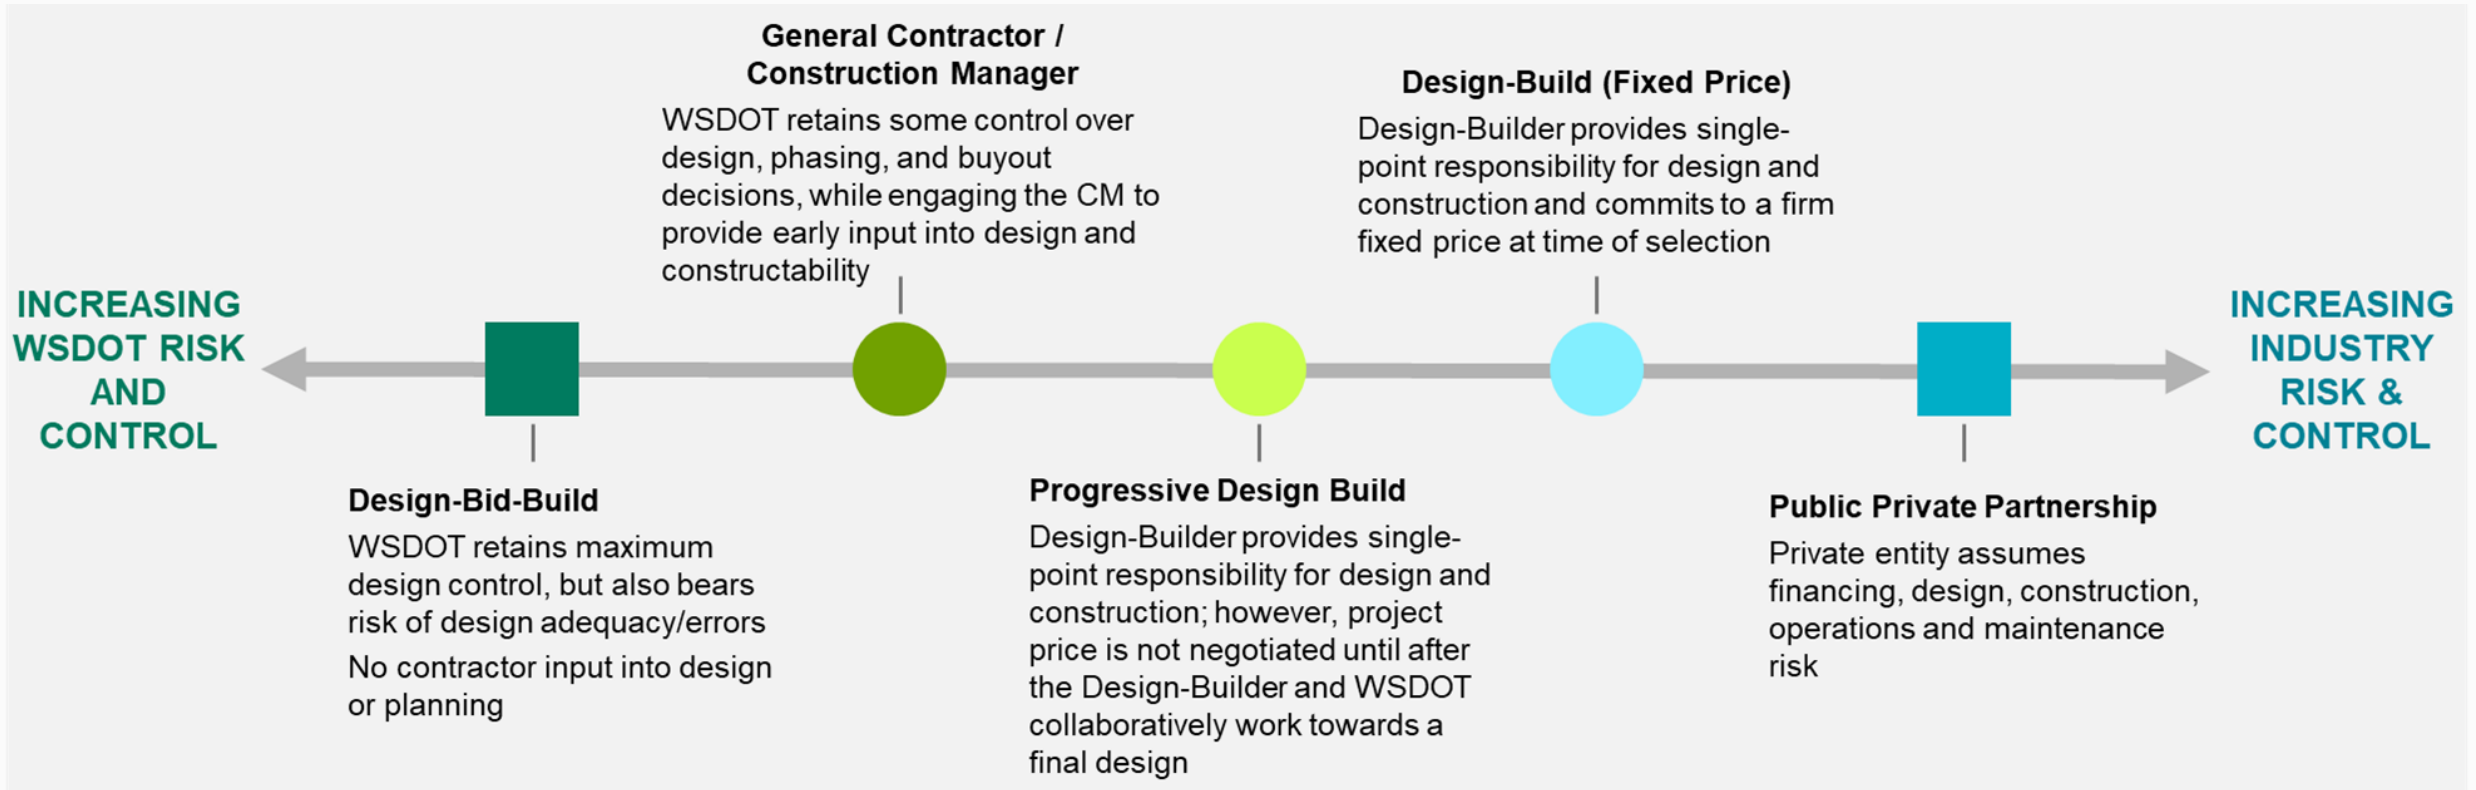 INCREASING
WSDOT RISK
AND
CONTROL
Design-Bid-Build
WSDOT retains maximum
design control, but also bears
risk of design adequacy/errors
No contractor input into design
or planning
General Contractor /
Construction Manager
WSDOT retains some control over
design, phasing, and buyout
decisions, while engaging the CM to
provide early input into design and
constructability
Progressive Design Build
Design-Builder provides single-
point responsibility for design and
construction; however, project
price is not negotiated until after
the Design-Builder and WSDOT
collaboratively work towards a
final design
Design-Build (Fixed Price)
Design-Builder provides single-
point responsibility for design and
construction and commits to a firm
fixed price at time of selection
Public Private Partnership
Private entity assumes
financing, design, construction,
operations and maintenance
risk
INCREASING
INDUSTRY
RISK &
CONTROL